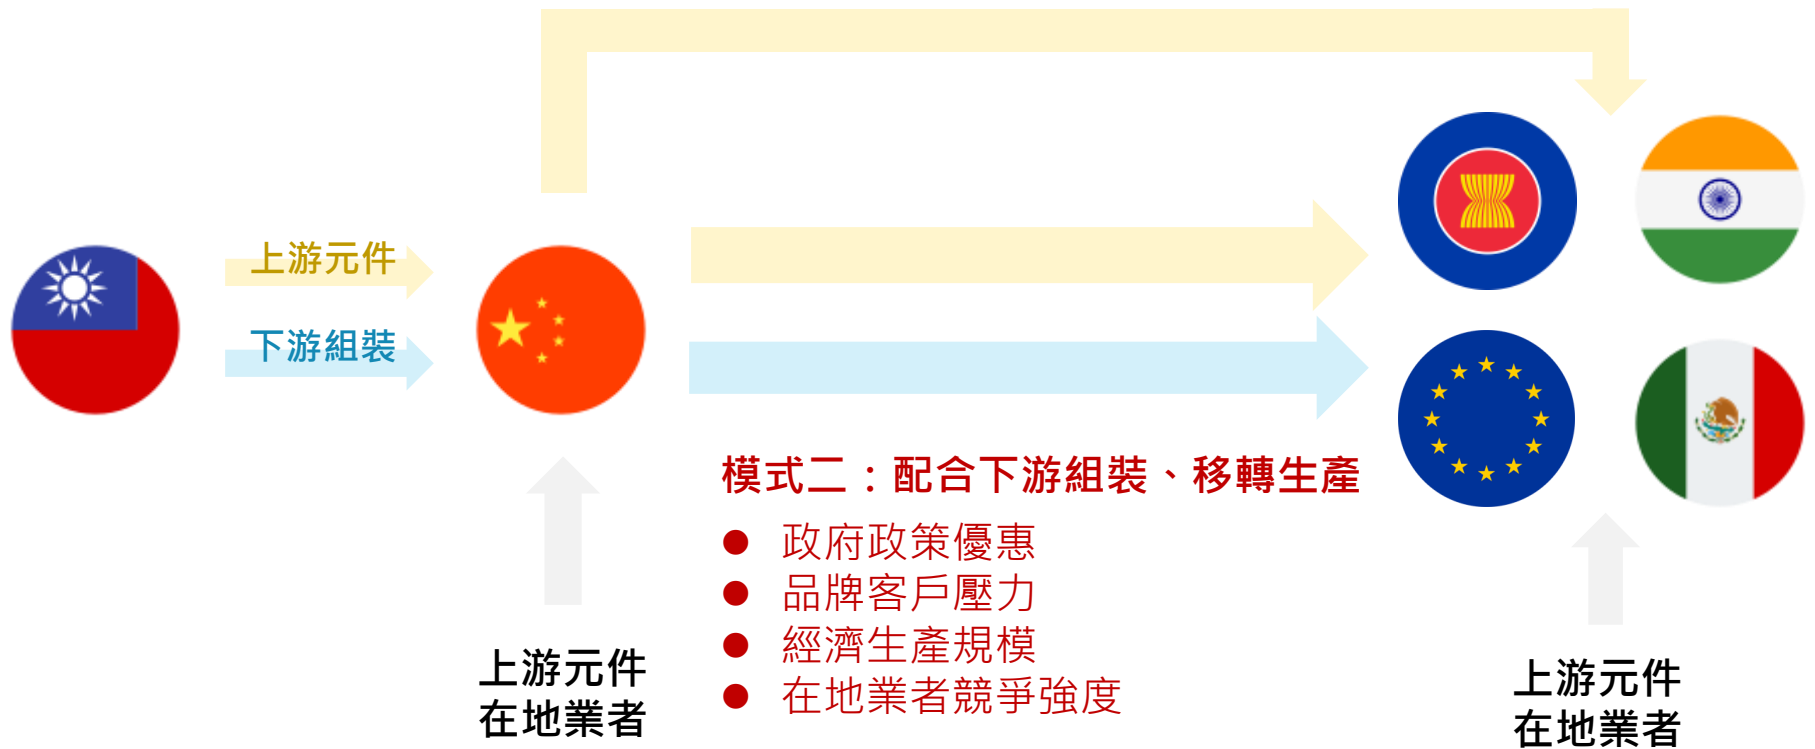 上游元件
下游組裝
模式二：配合下游組裝、移轉生產
● 政府政策優惠
● 品牌客戶壓力
● 經濟生產規模
● 在地業者競爭強度
上游元件
在地業者
上游元件
在地業者